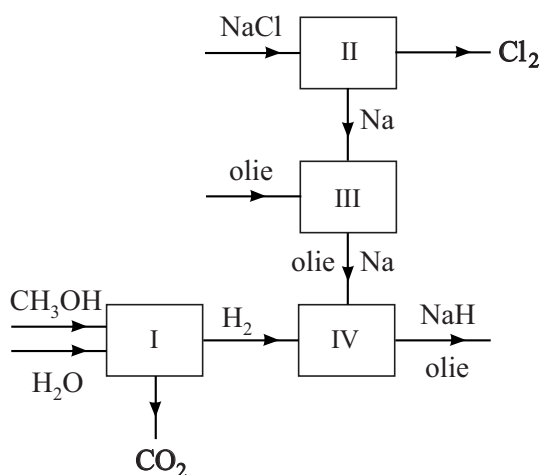 NaCl
II
Cl₂
Na
olie
III
olie
Na
CH₃OH
H₂
NaH
I
IV
H₂O
olie
CO₂